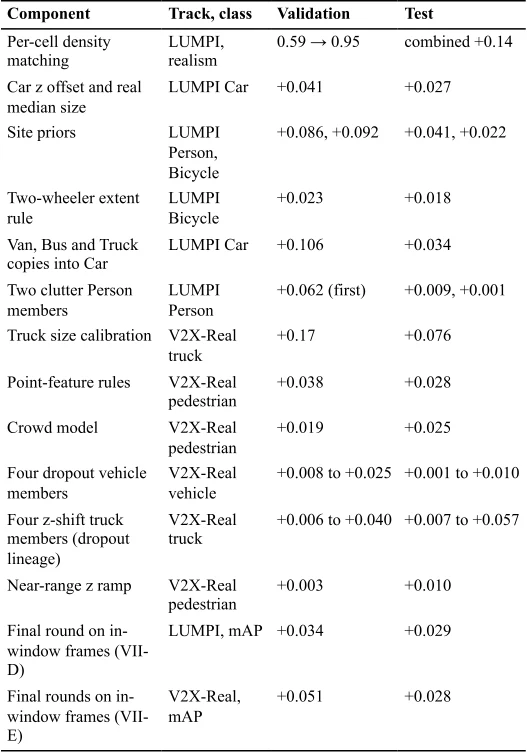 Component Track, class Validation Test
Per-cell density LUMPI, 0.59 → 0.95 combined +0.14
matching realism
Car z offset and real LUMPI Car +0.041 +0.027
median size
Site priors LUMPI +0.086, +0.092 +0.041, +0.022
Person,
Bicycle
Two-wheeler extent LUMPI +0.023 +0.018
rule Bicycle
Van, Bus and Truck LUMPI Car +0.106 +0.034
copies into Car
Two clutter Person LUMPI +0.062 (first) +0.009, +0.001
members Person
Truck size calibration V2X-Real +0.17 +0.076
truck
Point-feature rules V2X-Real +0.038 +0.028
pedestrian
Crowd model V2X-Real +0.019 +0.025
pedestrian
Four dropout vehicle V2X-Real +0.008 to +0.025 +0.001 to +0.010
members vehicle
Four z-shift truck V2X-Real +0.006 to +0.040 +0.007 to +0.057
members (dropout truck
lineage)
Near-range z ramp V2X-Real +0.003 +0.010
pedestrian
Final round on in- LUMPI, mAP +0.034 +0.029
window frames (VII-
D)
Final rounds on in- V2X-Real, +0.051 +0.028
window frames (VII- mAP
E)